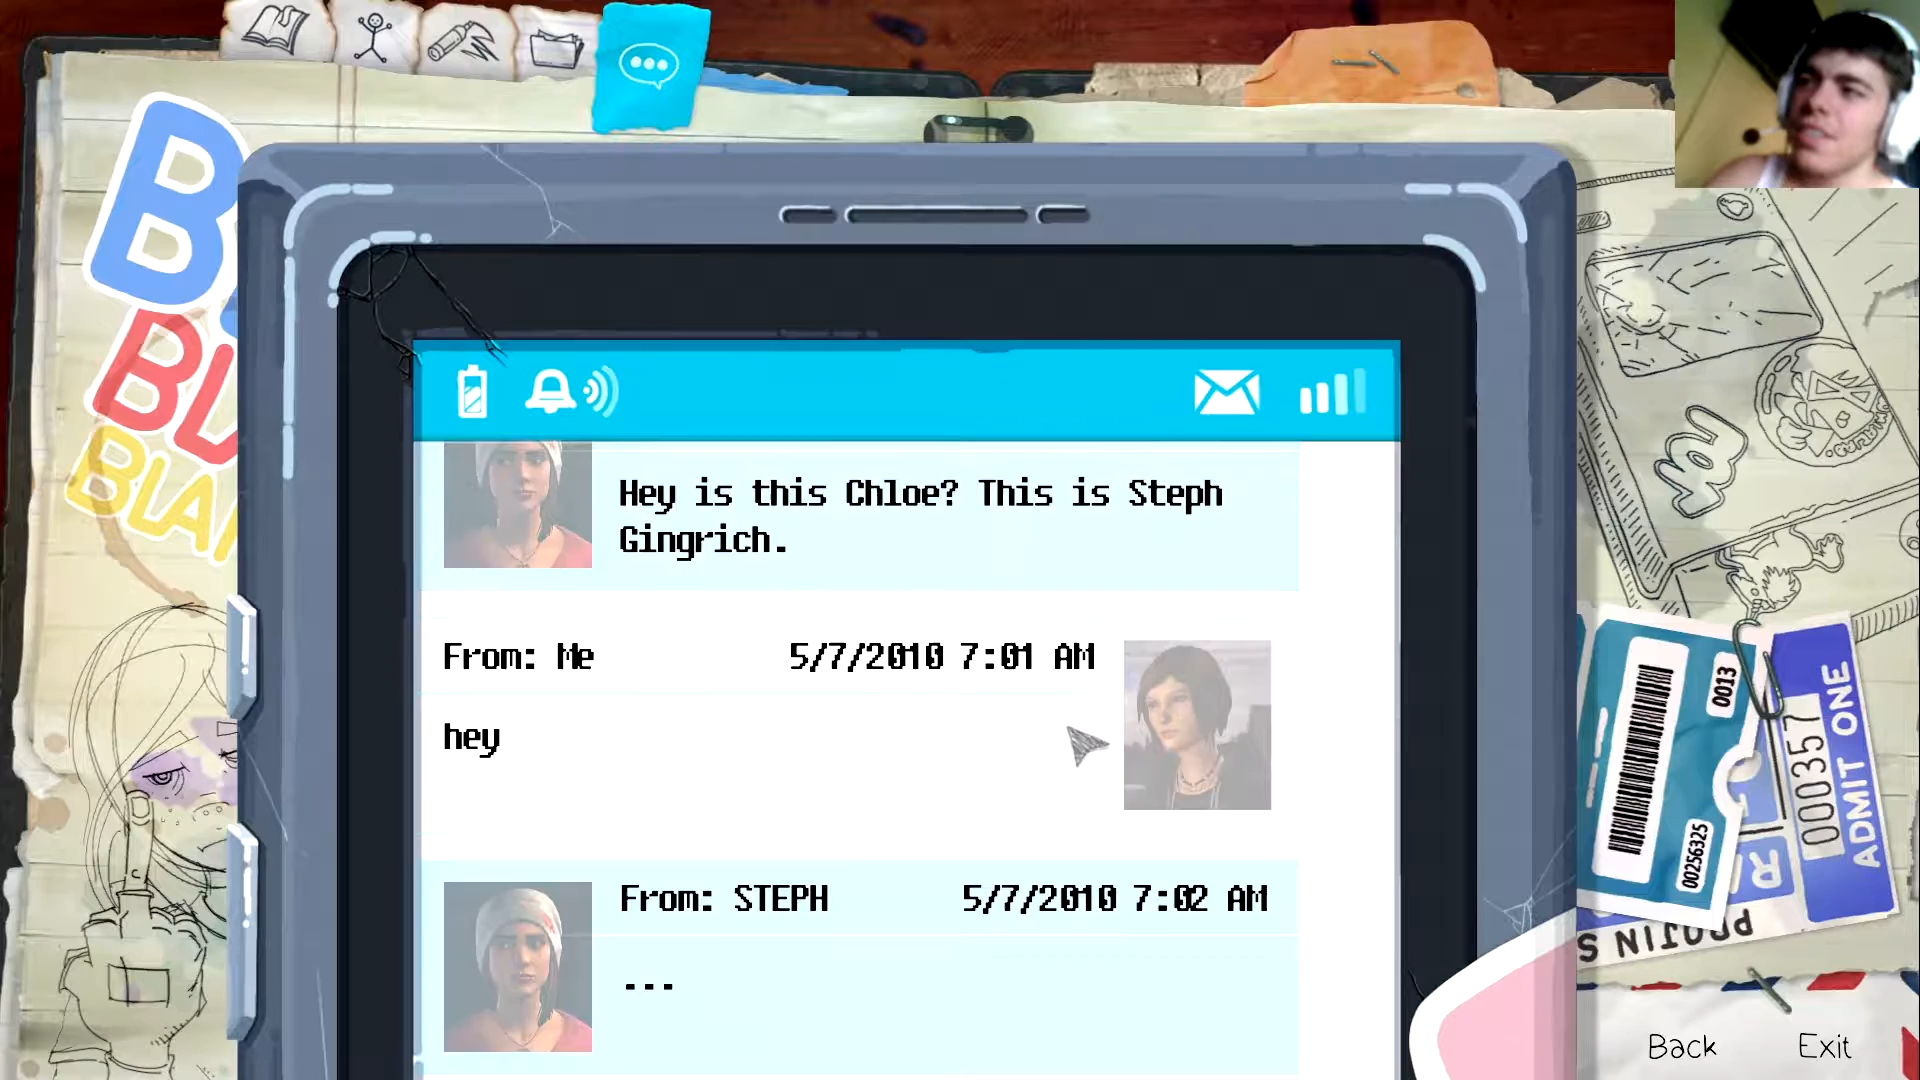 Hey is this Chloe? This is Steph
Gingrich.
From: Me 5/7/2010 7:01 AM
hey
From: STEPH 5/7/2010 7:02 AM
...
0013
00256325
000357
ADMIT ONE
Back
Exit